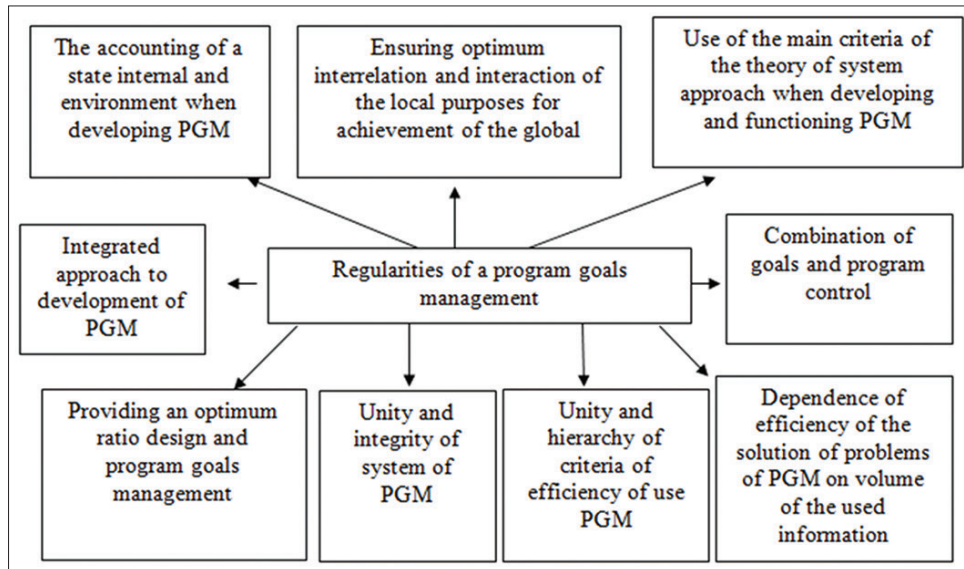 The accounting of a
state internal and
environment when
developing PGM
Ensuring optimum
interrelation and interaction of
the local purposes for
achievement of the global
Use of the main criteria of
the theory of system
approach when developing
and functioning PGM
Integrated
approach to
development of
PGM
Regularities of a program goals
management
Combination of
goals and program
control
Providing an optimum
ratio design and
program goals
management
Unity and
integrity of
system of
PGM
Unity and
hierarchy of
criteria of
efficiency of use
PGM
Dependence of
efficiency of the
solution of problems
of PGM on volume
of the used
information